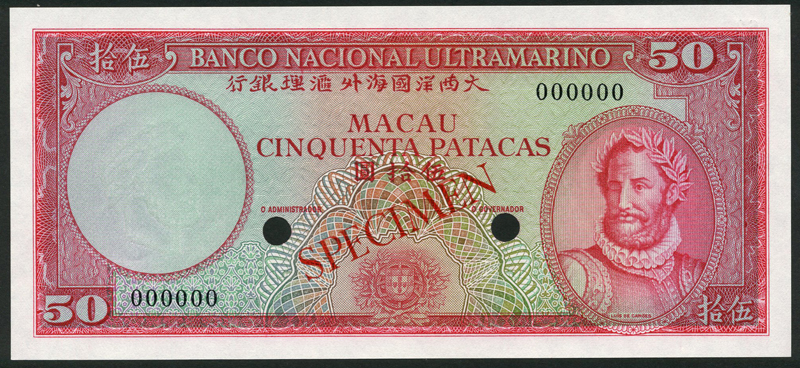 伍拾
BANCO NACIONAL ULTRAMARINO
50
大西洋國海外滙理銀行
000000
MACAU
CINQUENTA PATACAS
伍拾圓
O ADMINISTRADOR
O GOVERNADOR
SPECIMEN
000000
50
LUIS DE CAMÕES
伍拾